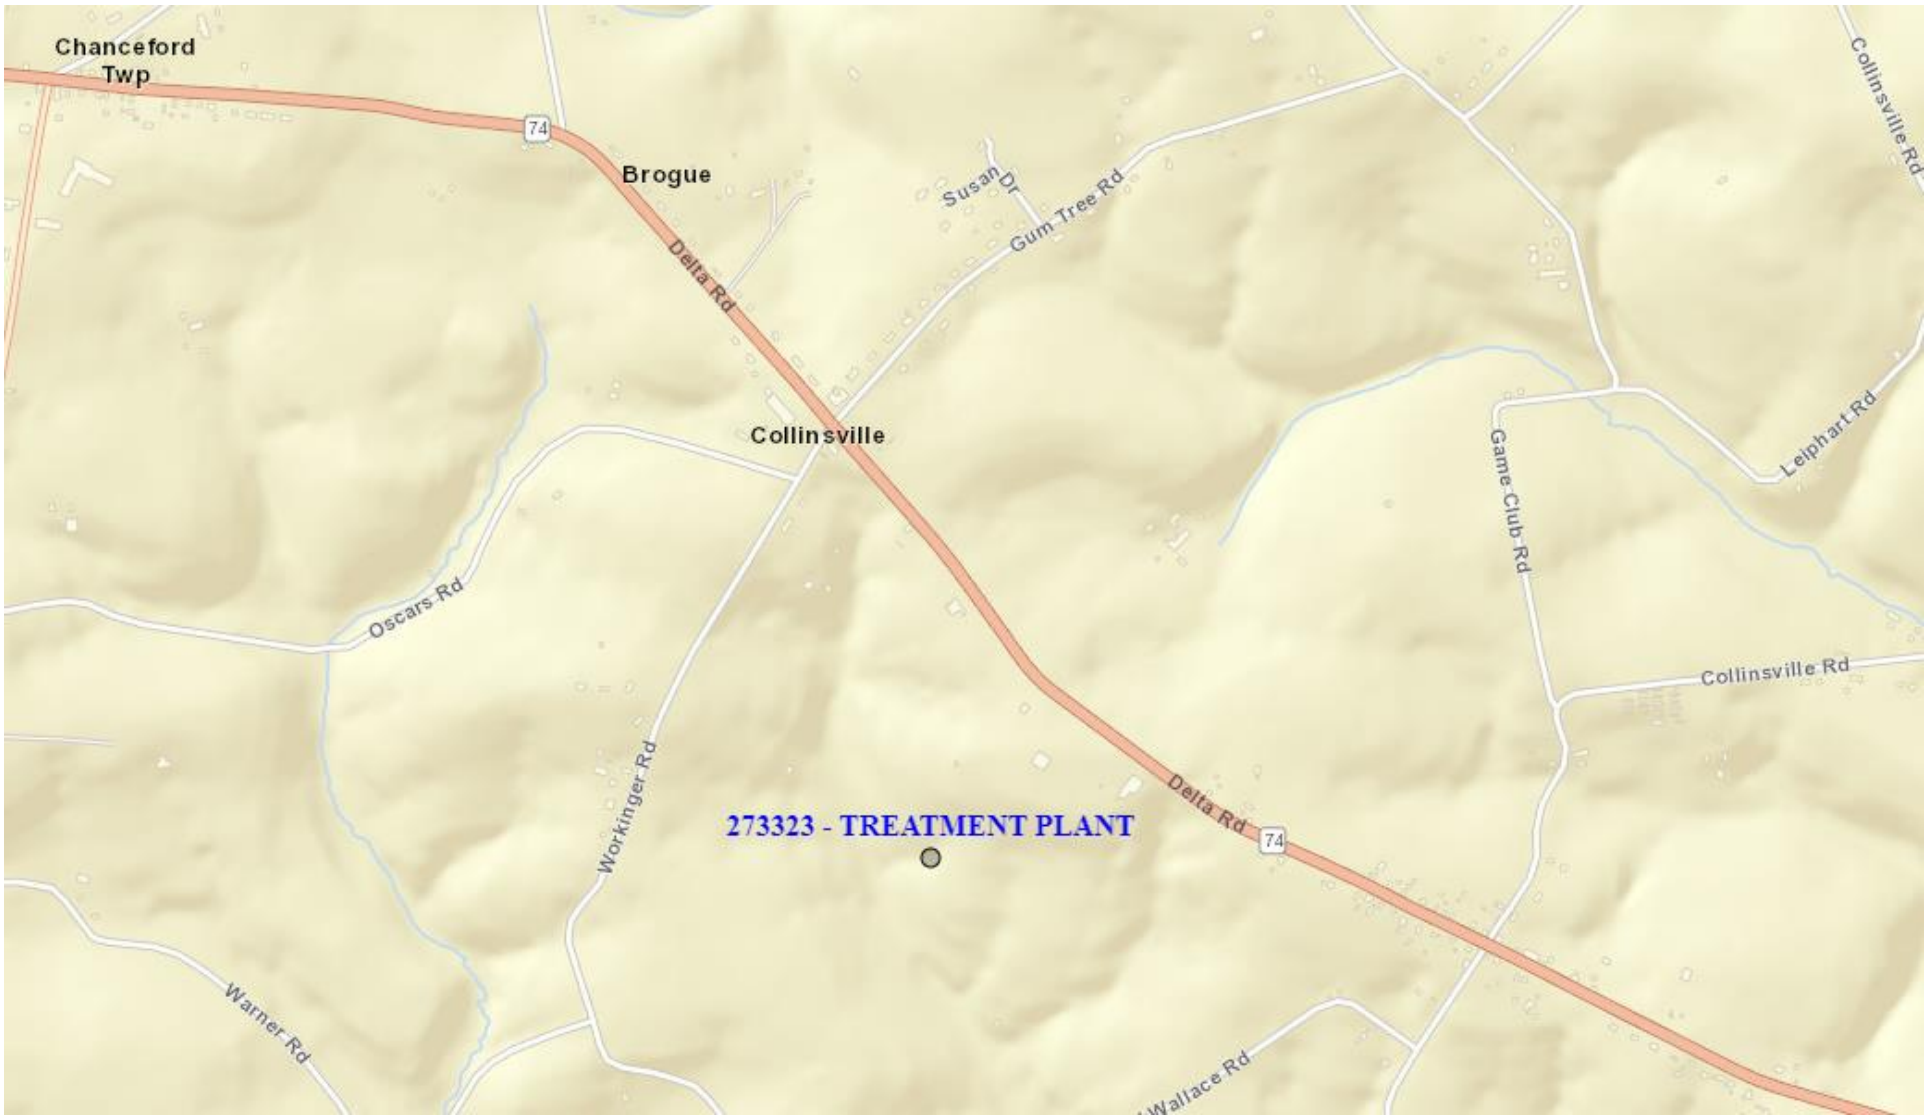 Chanceford
Twp
74
Brogue
Collinsville Rd
Susan Dr
Gum Tree Rd
Delta Rd
Collinsville
Leiphart Rd
Game Club Rd
Oscars Rd
Collinsville Rd
Workinger Rd
273323 - TREATMENT PLANT
Delta Rd
74
Warner Rd
Wallace Rd